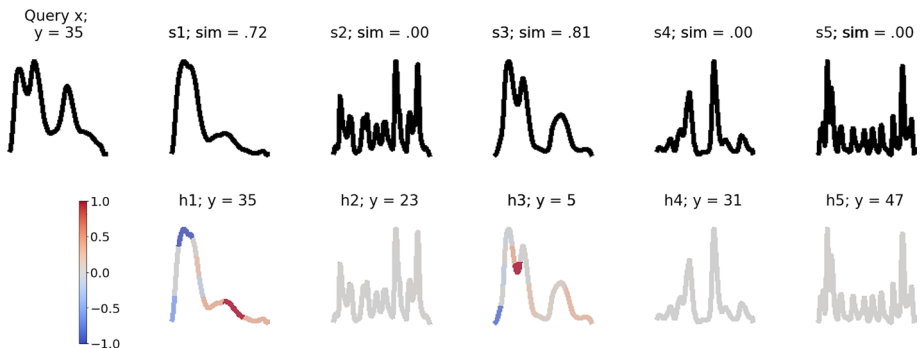 Query x;
y = 35
s1; sim = .72
s2; sim = .00
s3; sim = .81
s4; sim = .00
s5; sim = .00
h1; y = 35
h2; y = 23
h3; y = 5
h4; y = 31
h5; y = 47
1.0
0.5
0.0
−0.5
−1.0